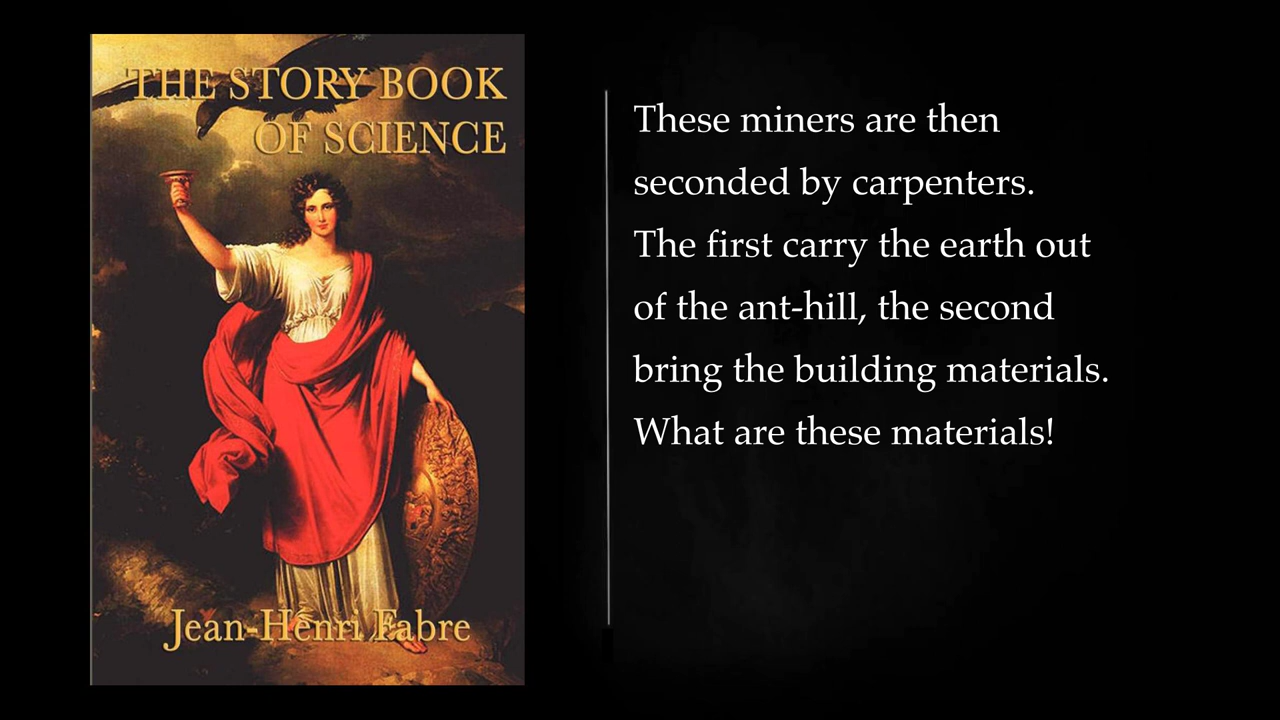 THE STORY BOOK
OF SCIENCE
Jean-Henri Fabre
These miners are then
seconded by carpenters.
The first carry the earth out
of the ant-hill, the second
bring the building materials.
What are these materials!